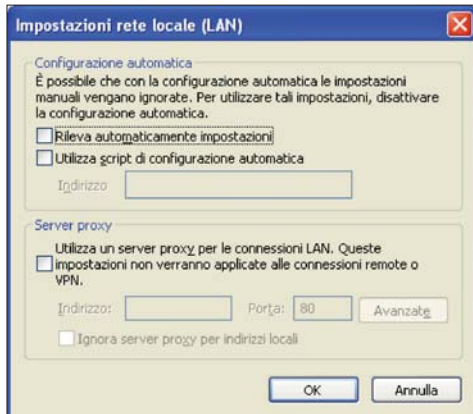 Impostazioni rete locale (LAN)
Configurazione automatica
È possibile che con la configurazione automatica le impostazioni
manuali vengano ignorate. Per utilizzare tali impostazioni, disattivare
la configurazione automatica.
Rileva automaticamente impostazioni
Utilizza script di configurazione automatica
Indirizzo
Server proxy
Utilizza un server proxy per le connessioni LAN. Queste
impostazioni non verranno applicate alle connessioni remote o
VPN.
Indirizzo: Porta: 80 Avanzate
Ignora server proxy per indirizzi locali
OK Annulla